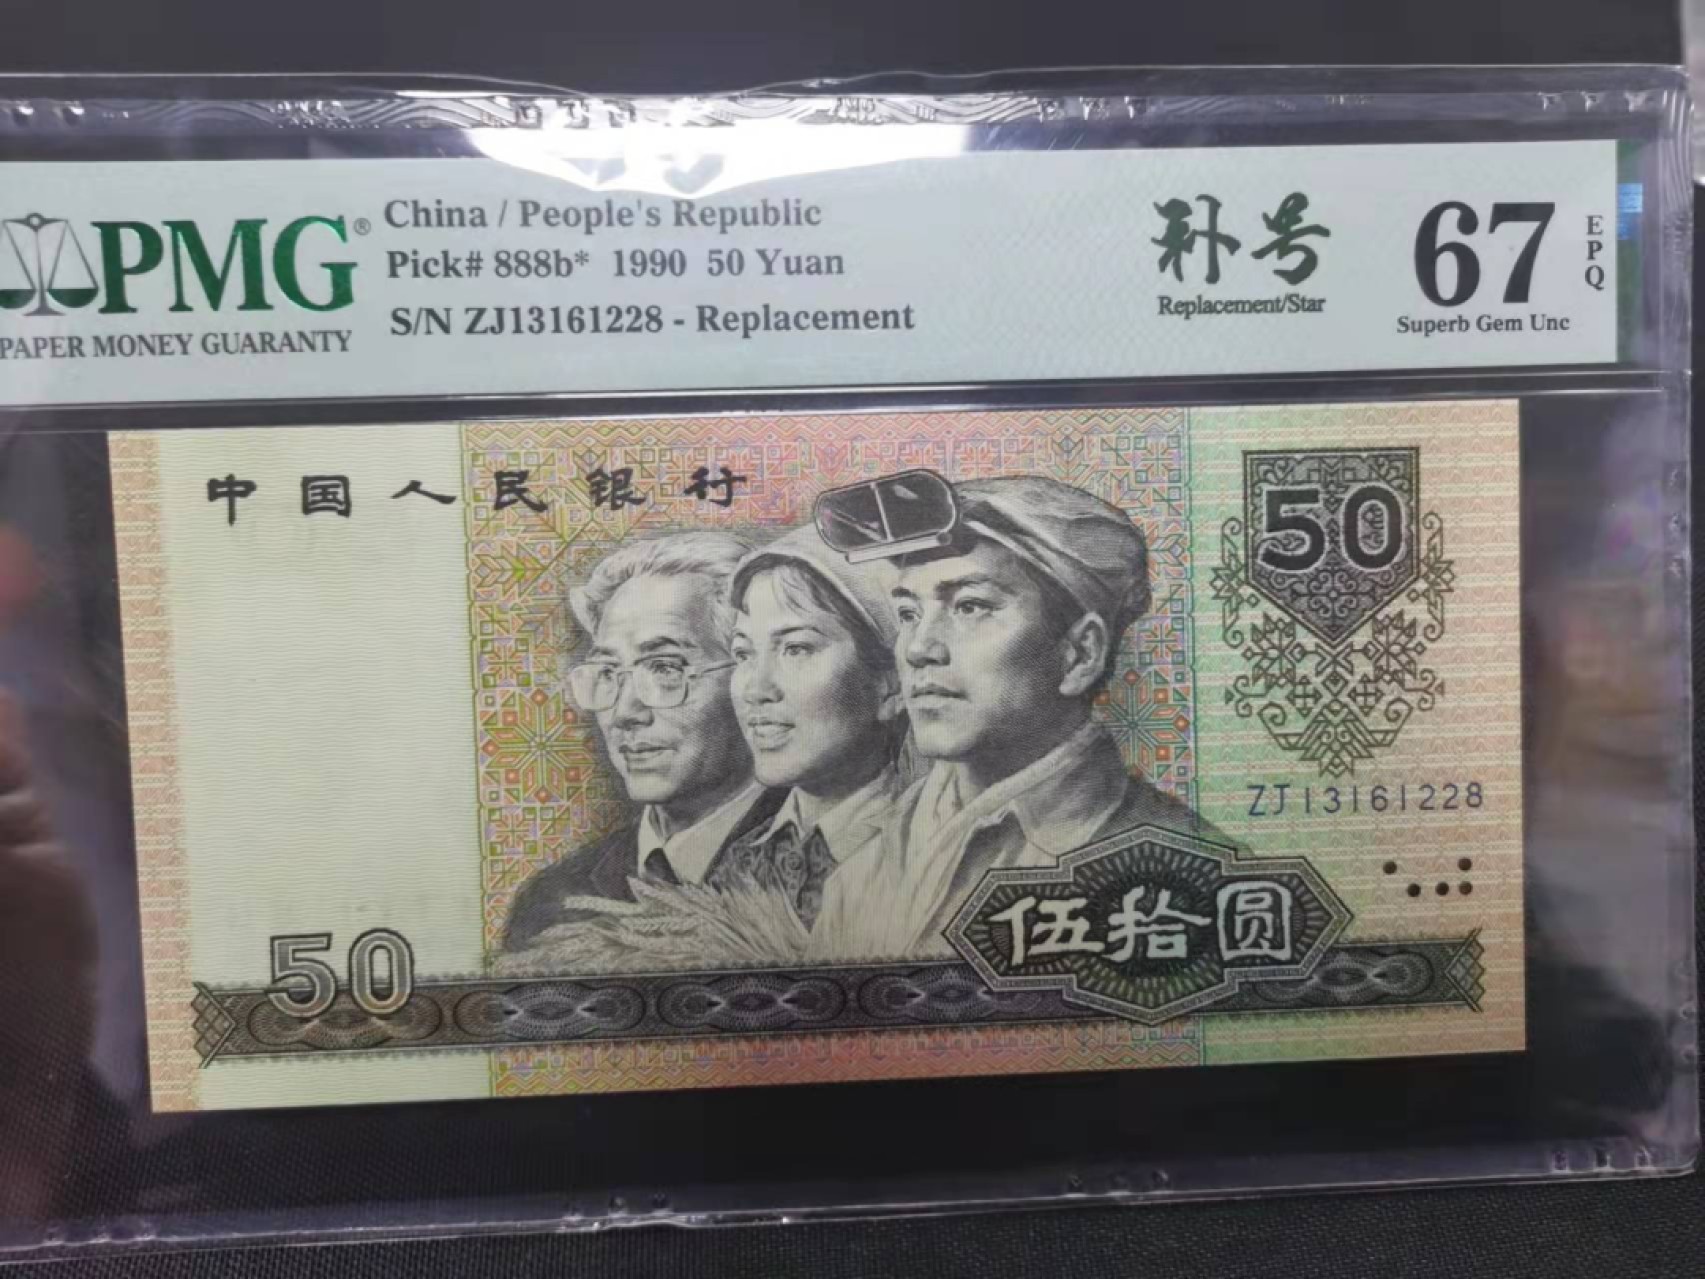 PMG®
PAPER MONEY GUARANTY
China / People's Republic
Pick# 888b* 1990 50 Yuan
S/N ZJ13161228 - Replacement
补号
Replacement/Star
67
EPQ
Superb Gem Unc
中国人民银行
50
ZJ13161228
伍拾圆
50